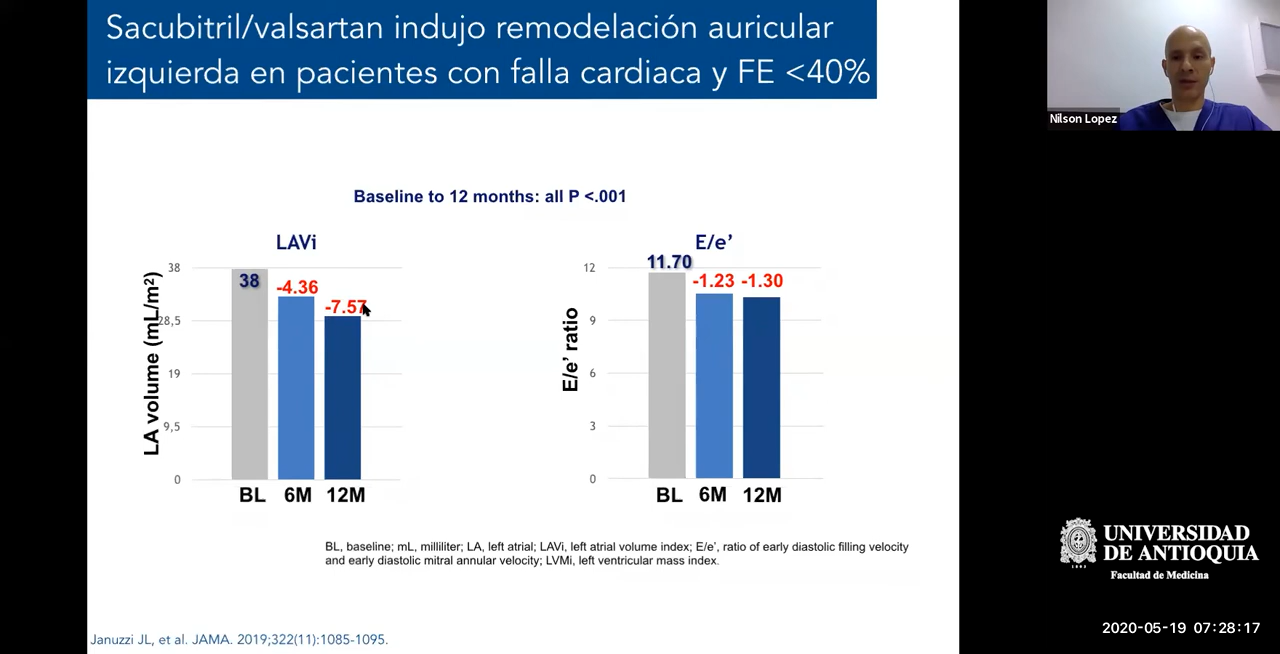 Sacubitril/valsartan indujo remodelación auricular
izquierda en pacientes con falla cardiaca y FE <40%
Nilson Lopez
Baseline to 12 months: all P <.001
LAVi
LA volume (mL/m²)
38
28,5
19
9,5
0
38
-4.36
-7.57
BL 6M 12M
E/e’
E/e’ ratio
12
9
6
3
0
11.70
-1.23
-1.30
BL 6M 12M
BL, baseline; mL, milliliter; LA, left atrial; LAVi, left atrial volume index; E/e’, ratio of early diastolic filling velocity
and early diastolic mitral annular velocity; LVMi, left ventricular mass index.
Januzzi JL, et al. JAMA. 2019;322(11):1085-1095.
UNIVERSIDAD
DE ANTIOQUIA
1803
Facultad de Medicina
2020-05-19 07:28:17